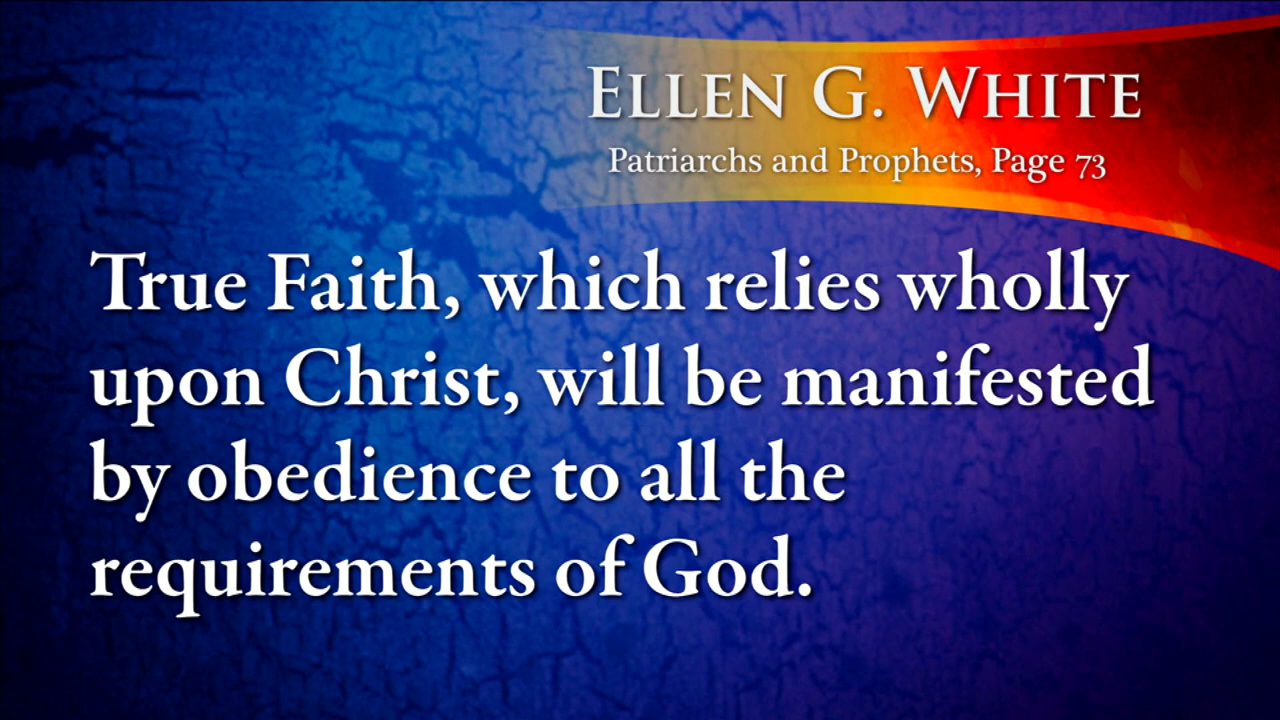 ELLEN G. WHITE
Patriarchs and Prophets, Page 73
True Faith, which relies wholly
upon Christ, will be manifested
by obedience to all the
requirements of God.